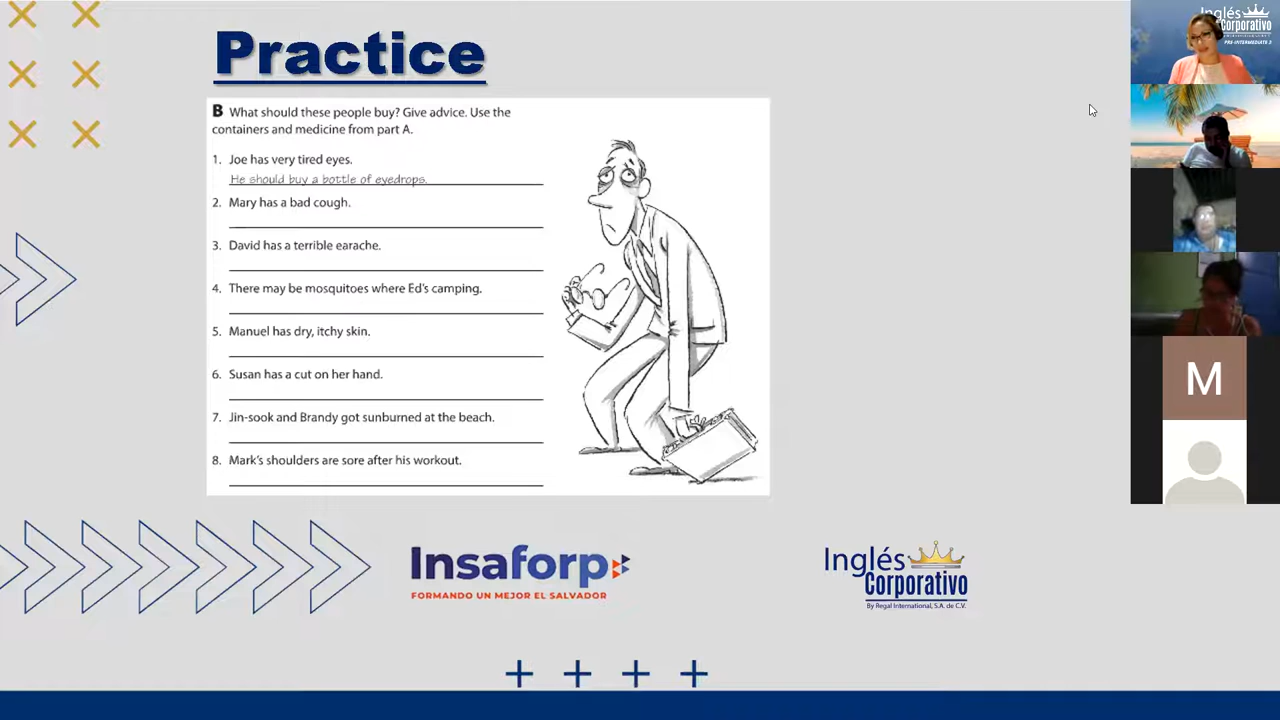 Practice
B What should these people buy? Give advice. Use the
containers and medicine from part A.
1. Joe has very tired eyes.
He should buy a bottle of eyedrops.
2. Mary has a bad cough.
3. David has a terrible earache.
4. There may be mosquitoes where Ed's camping.
5. Manuel has dry, itchy skin.
6. Susan has a cut on her hand.
7. Jin-sook and Brandy got sunburned at the beach.
8. Mark's shoulders are sore after his workout.
Insaforp
FORMANDO UN MEJOR EL SALVADOR
Inglés
Corporativo
By Regal International, S.A. de C.V.
Inglés
Corporativo
PRE-INTERMEDIATE 2
M